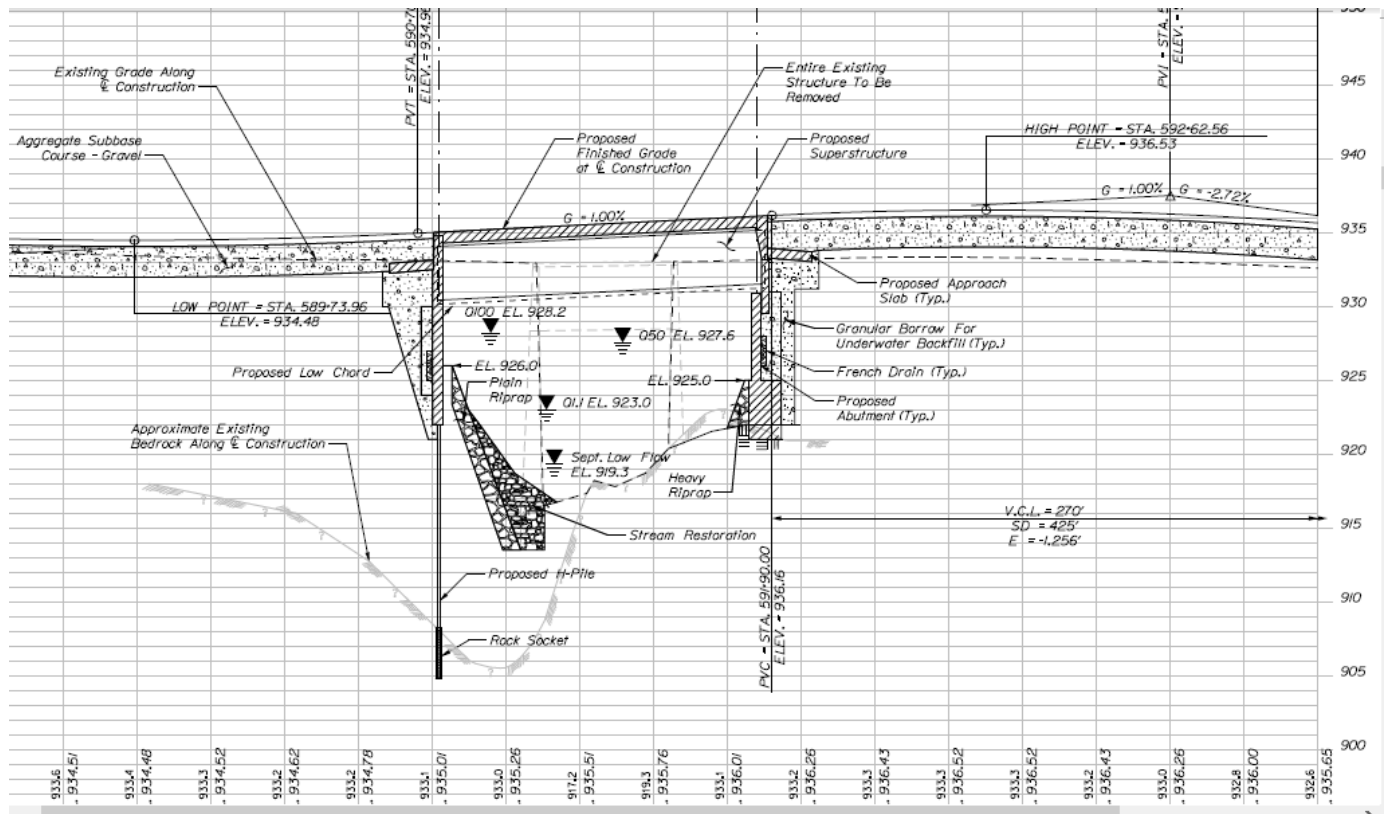 PVT = STA. 590+7
ELEV. = 934.9
PVI = STA.
ELEV. =
945
Existing Grade Along
℄ Construction
Entire Existing
Structure To Be
Removed
Aggregate Subbase
Course - Gravel
Proposed
Finished Grade
at ℄ Construction
Proposed
Superstructure
HIGH POINT = STA. 592+62.56
ELEV. = 936.53
940
G = 1.00%
G = 1.00%
G = -2.72%
935
LOW POINT = STA. 589+73.96
ELEV. = 934.48
Q100 EL. 928.2
Q50 EL. 927.6
Proposed Approach
Slab (Typ.)
930
Granular Borrow For
Underwater Backfill (Typ.)
Proposed Low Chord
EL. 926.0
Plain
Riprap
EL. 925.0
French Drain (Typ.)
925
Q1.1 EL. 923.0
Proposed
Abutment (Typ.)
Approximate Existing
Bedrock Along ℄ Construction
920
Sept. Low Flow
EL. 919.3
Heavy
Riprap
Stream Restoration
V.C.L. = 270'
SD = 425'
E = -1.256'
915
Proposed H-Pile
910
Rock Socket
PVC = STA. 591+90.00
ELEV. = 936.16
905
900
933.6
934.51
933.4
934.48
933.3
934.52
933.2
934.62
933.2
934.78
933.1
935.01
933.0
935.26
917.2
935.51
919.3
935.76
933.1
936.01
933.2
936.26
933.3
936.43
933.3
936.52
933.3
936.52
933.2
936.43
933.0
936.26
932.8
936.00
932.6
935.65